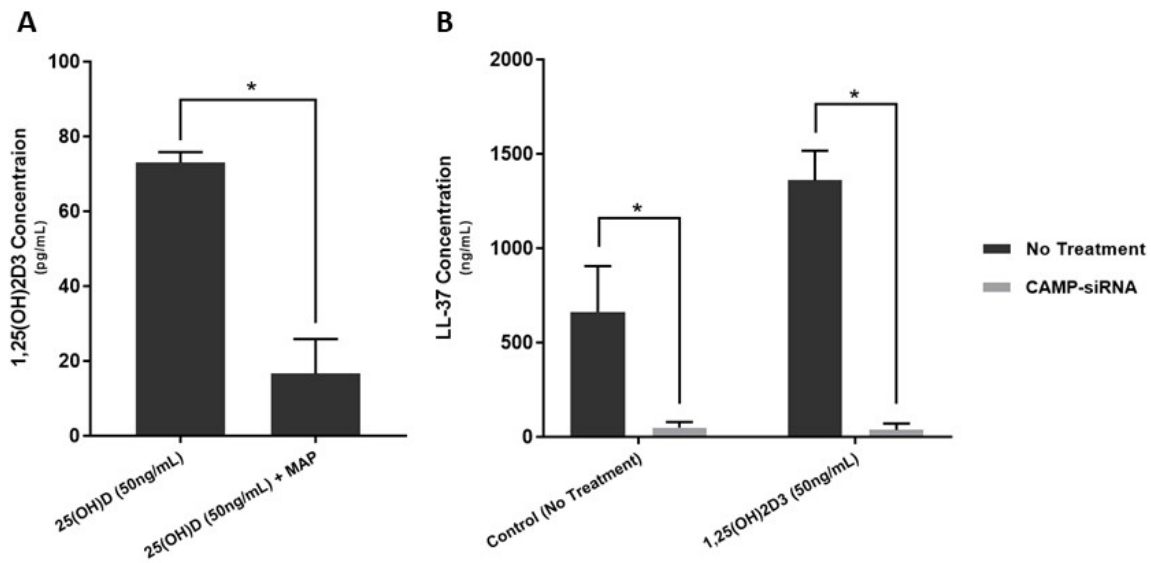 A
100
80
60
40
20
0
1,25(OH)2D3 Concentraion
(pg/mL)
*
25(OH)D (50ng/mL)
25(OH)D (50ng/mL) + MAP
B
2000
1500
1000
500
0
LL-37 Concentration
(ng/mL)
*
*
Control (No Treatment)
1,25(OH)2D3 (50ng/mL)
No Treatment
CAMP-siRNA